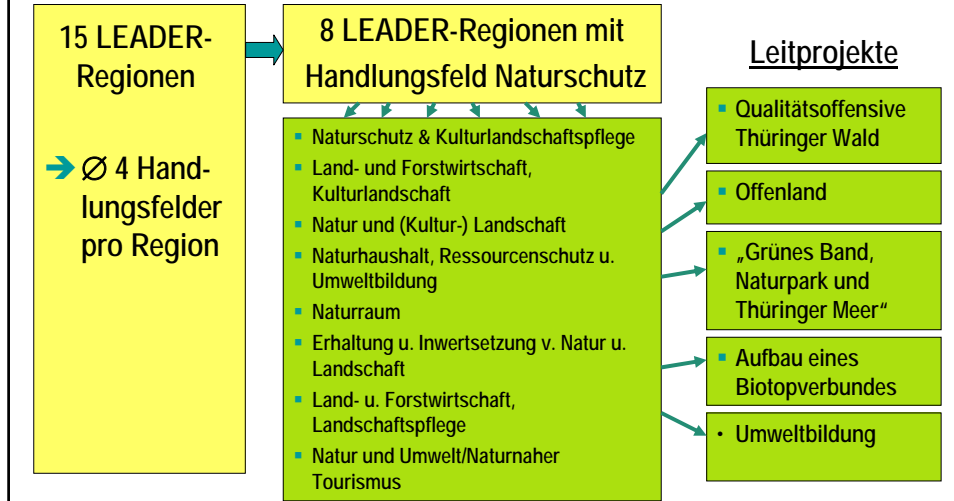 15 LEADER-
Regionen
➔ Ø 4 Hand-
lungsfelder
pro Region
8 LEADER-Regionen mit
Handlungsfeld Naturschutz
▪ Naturschutz & Kulturlandschaftspflege
▪ Land- und Forstwirtschaft,
Kulturlandschaft
▪ Natur und (Kultur-) Landschaft
▪ Naturhaushalt, Ressourcenschutz u.
Umweltbildung
▪ Naturraum
▪ Erhaltung u. Inwertsetzung v. Natur u.
Landschaft
▪ Land- u. Forstwirtschaft,
Landschaftspflege
▪ Natur und Umwelt/Naturnaher
Tourismus
Leitprojekte
▪ Qualitätsoffensive
Thüringer Wald
▪ Offenland
▪ „Grünes Band,
Naturpark und
Thüringer Meer“
▪ Aufbau eines
Biotopverbundes
• Umweltbildung